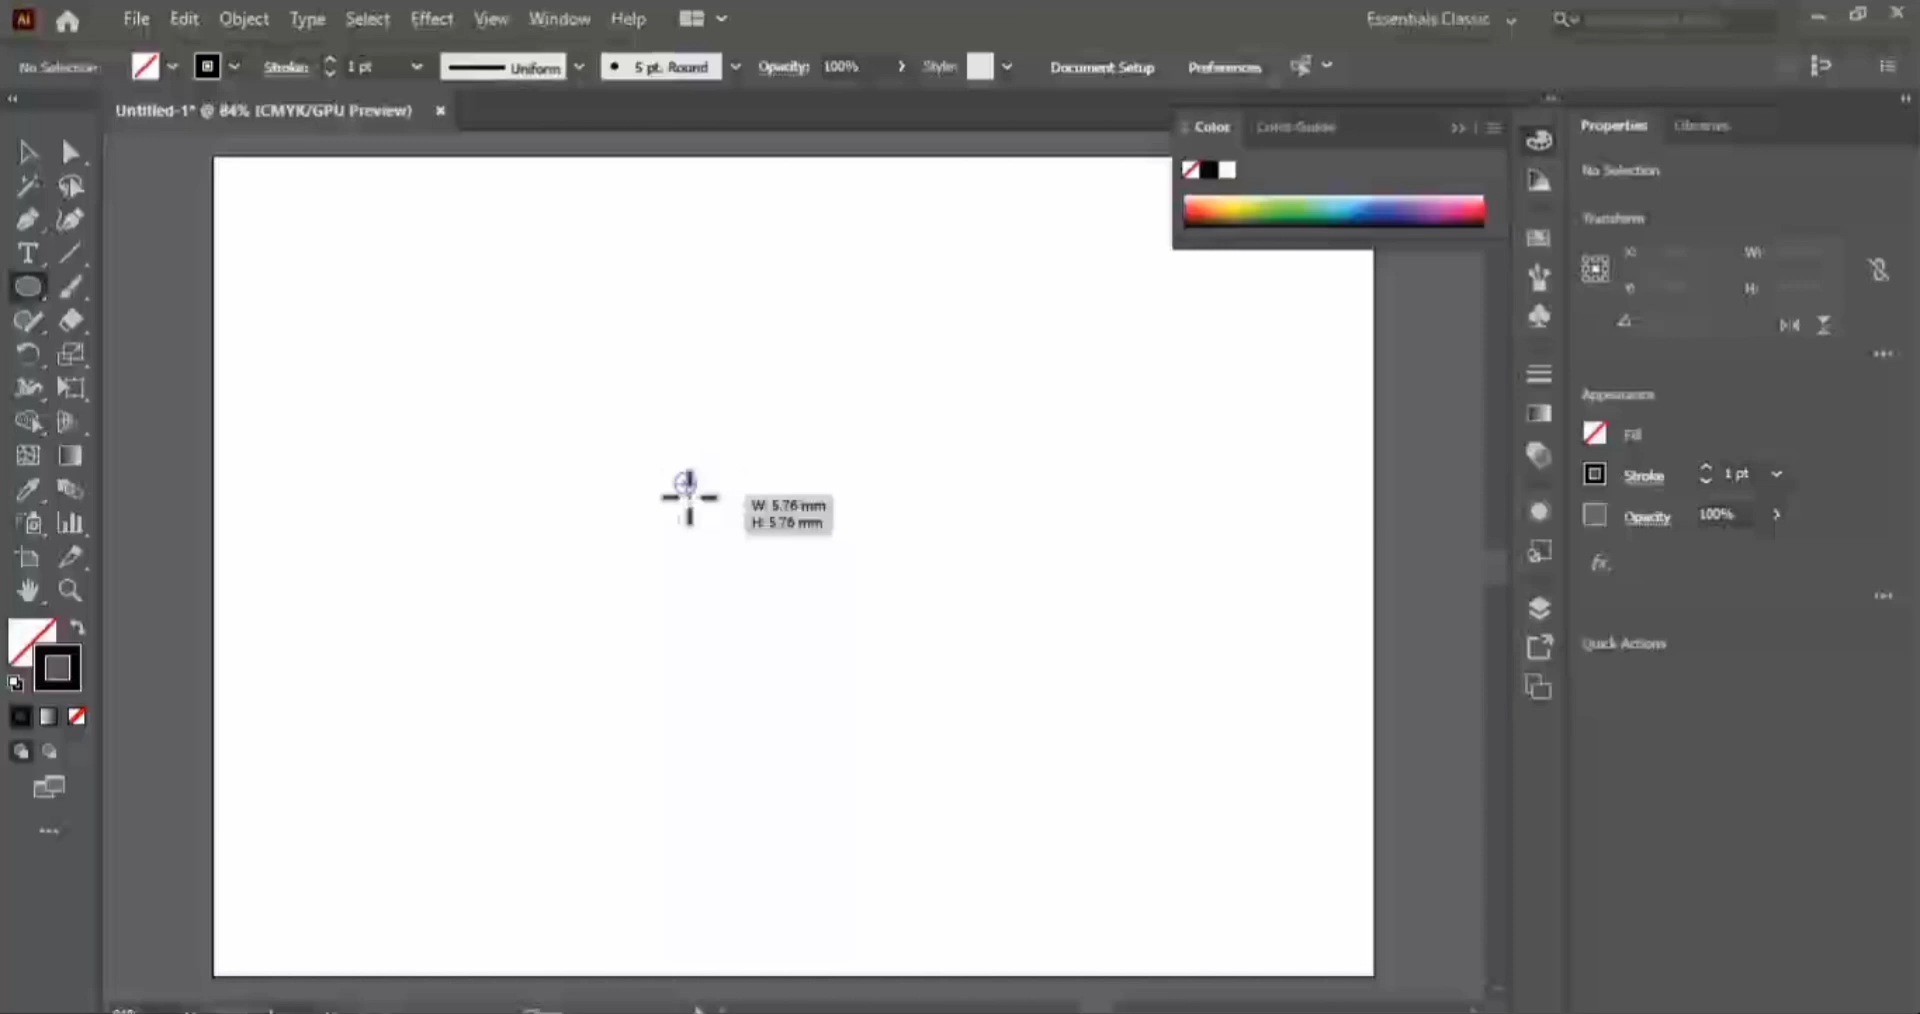 Ai File Edit Object Type Select Effect View Window Help Essentials Classic
No Selection Stroke: 1 pt Uniform 5 pt. Round Opacity: 100% Style: Document Setup Preferences
Untitled-1* @ 84% (CMYK/GPU Preview)
Color Color Guide
Properties Libraries
No Selection
Transform
X: W:
Y: H:
Appearance
Fill
Stroke 1 pt
Opacity 100%
fx.
Quick Actions
W: 5.76 mm
H: 5.76 mm